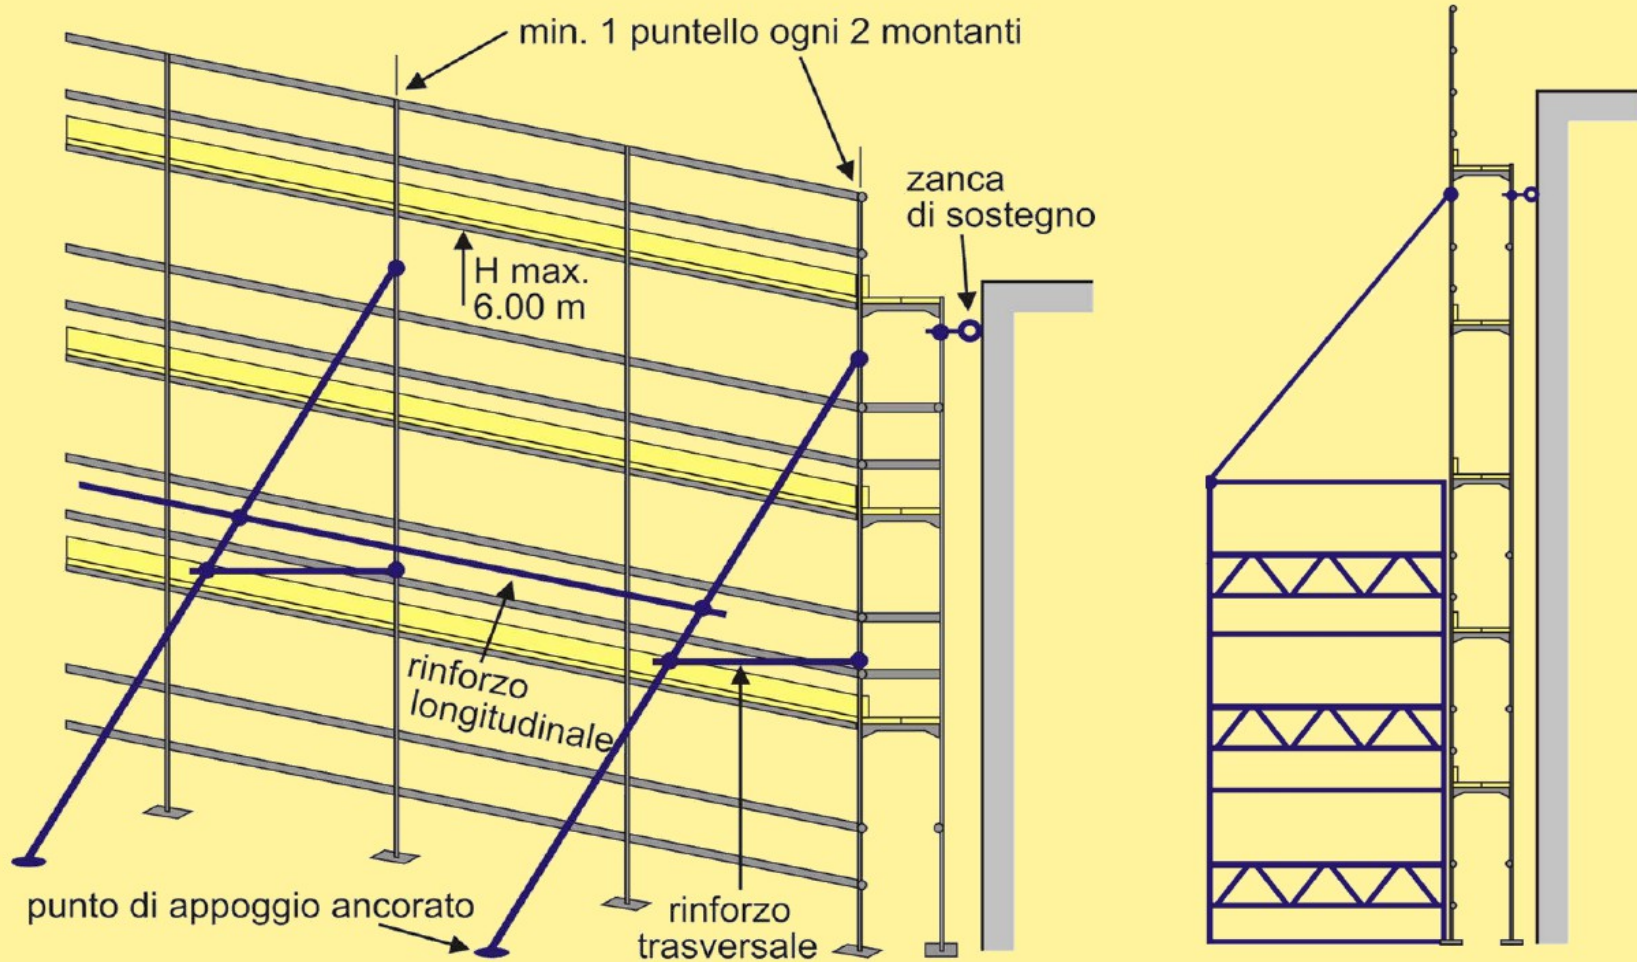 min. 1 puntello ogni 2 montanti
zanca
di sostegno
H max.
6.00 m
rinforzo
longitudinale
punto di appoggio ancorato
rinforzo
trasversale